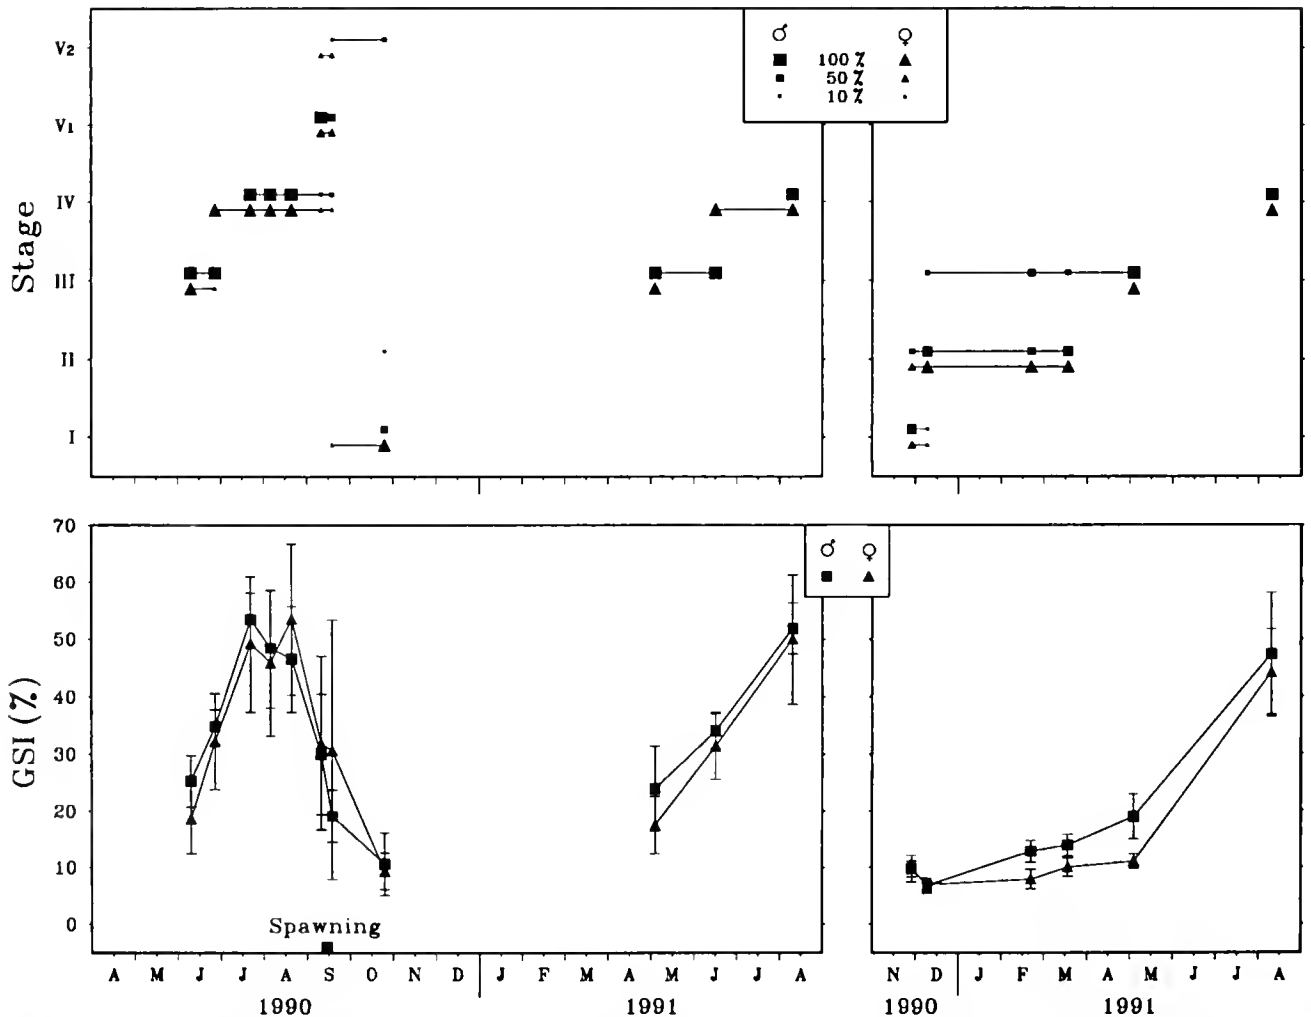 V2
V1
IV
III
II
I
Stage
♂ ♀
100 %
50 %
10 %
70
60
50
40
30
20
10
0
GSI (%)
♂ ♀
Spawning
A M J J A S O N D J F M A M J J A
1990 1991
N D J F M A M J J A
1990 1991